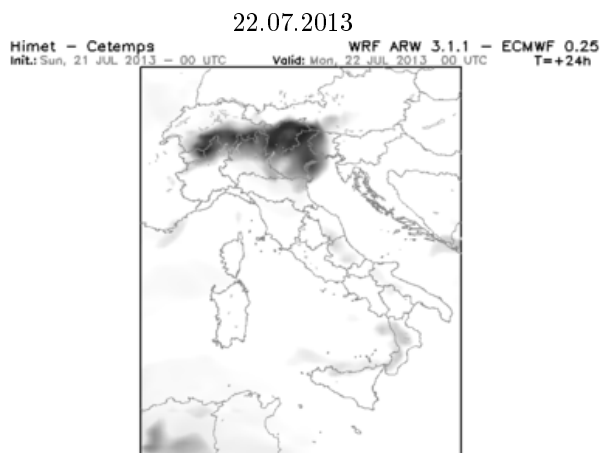 22.07.2013
Himet - Cetemps WRF ARW 3.1.1 - ECMWF 0.25
Init.: Sun, 21 JUL 2013 - 00 UTC Valid: Mon, 22 JUL 2013 00 UTC T=+24h